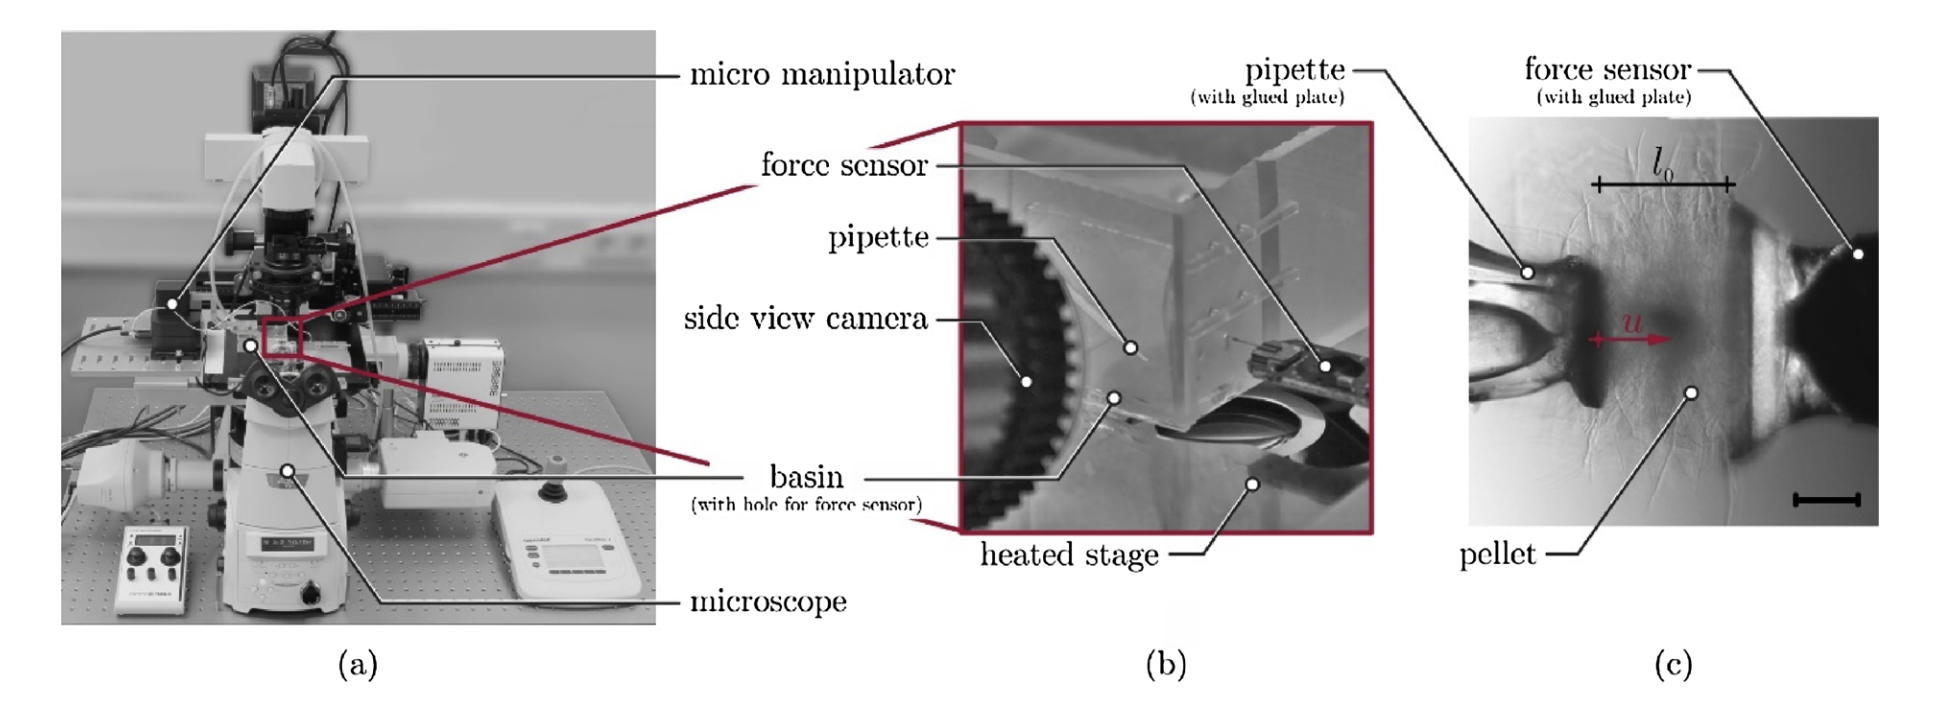 micro manipulator
force sensor
pipette
side view camera
basin
(with hole for force sensor)
microscope
heated stage
pipette
(with glued plate)
force sensor
(with glued plate)
l₀
u
pellet
(a)
(b)
(c)